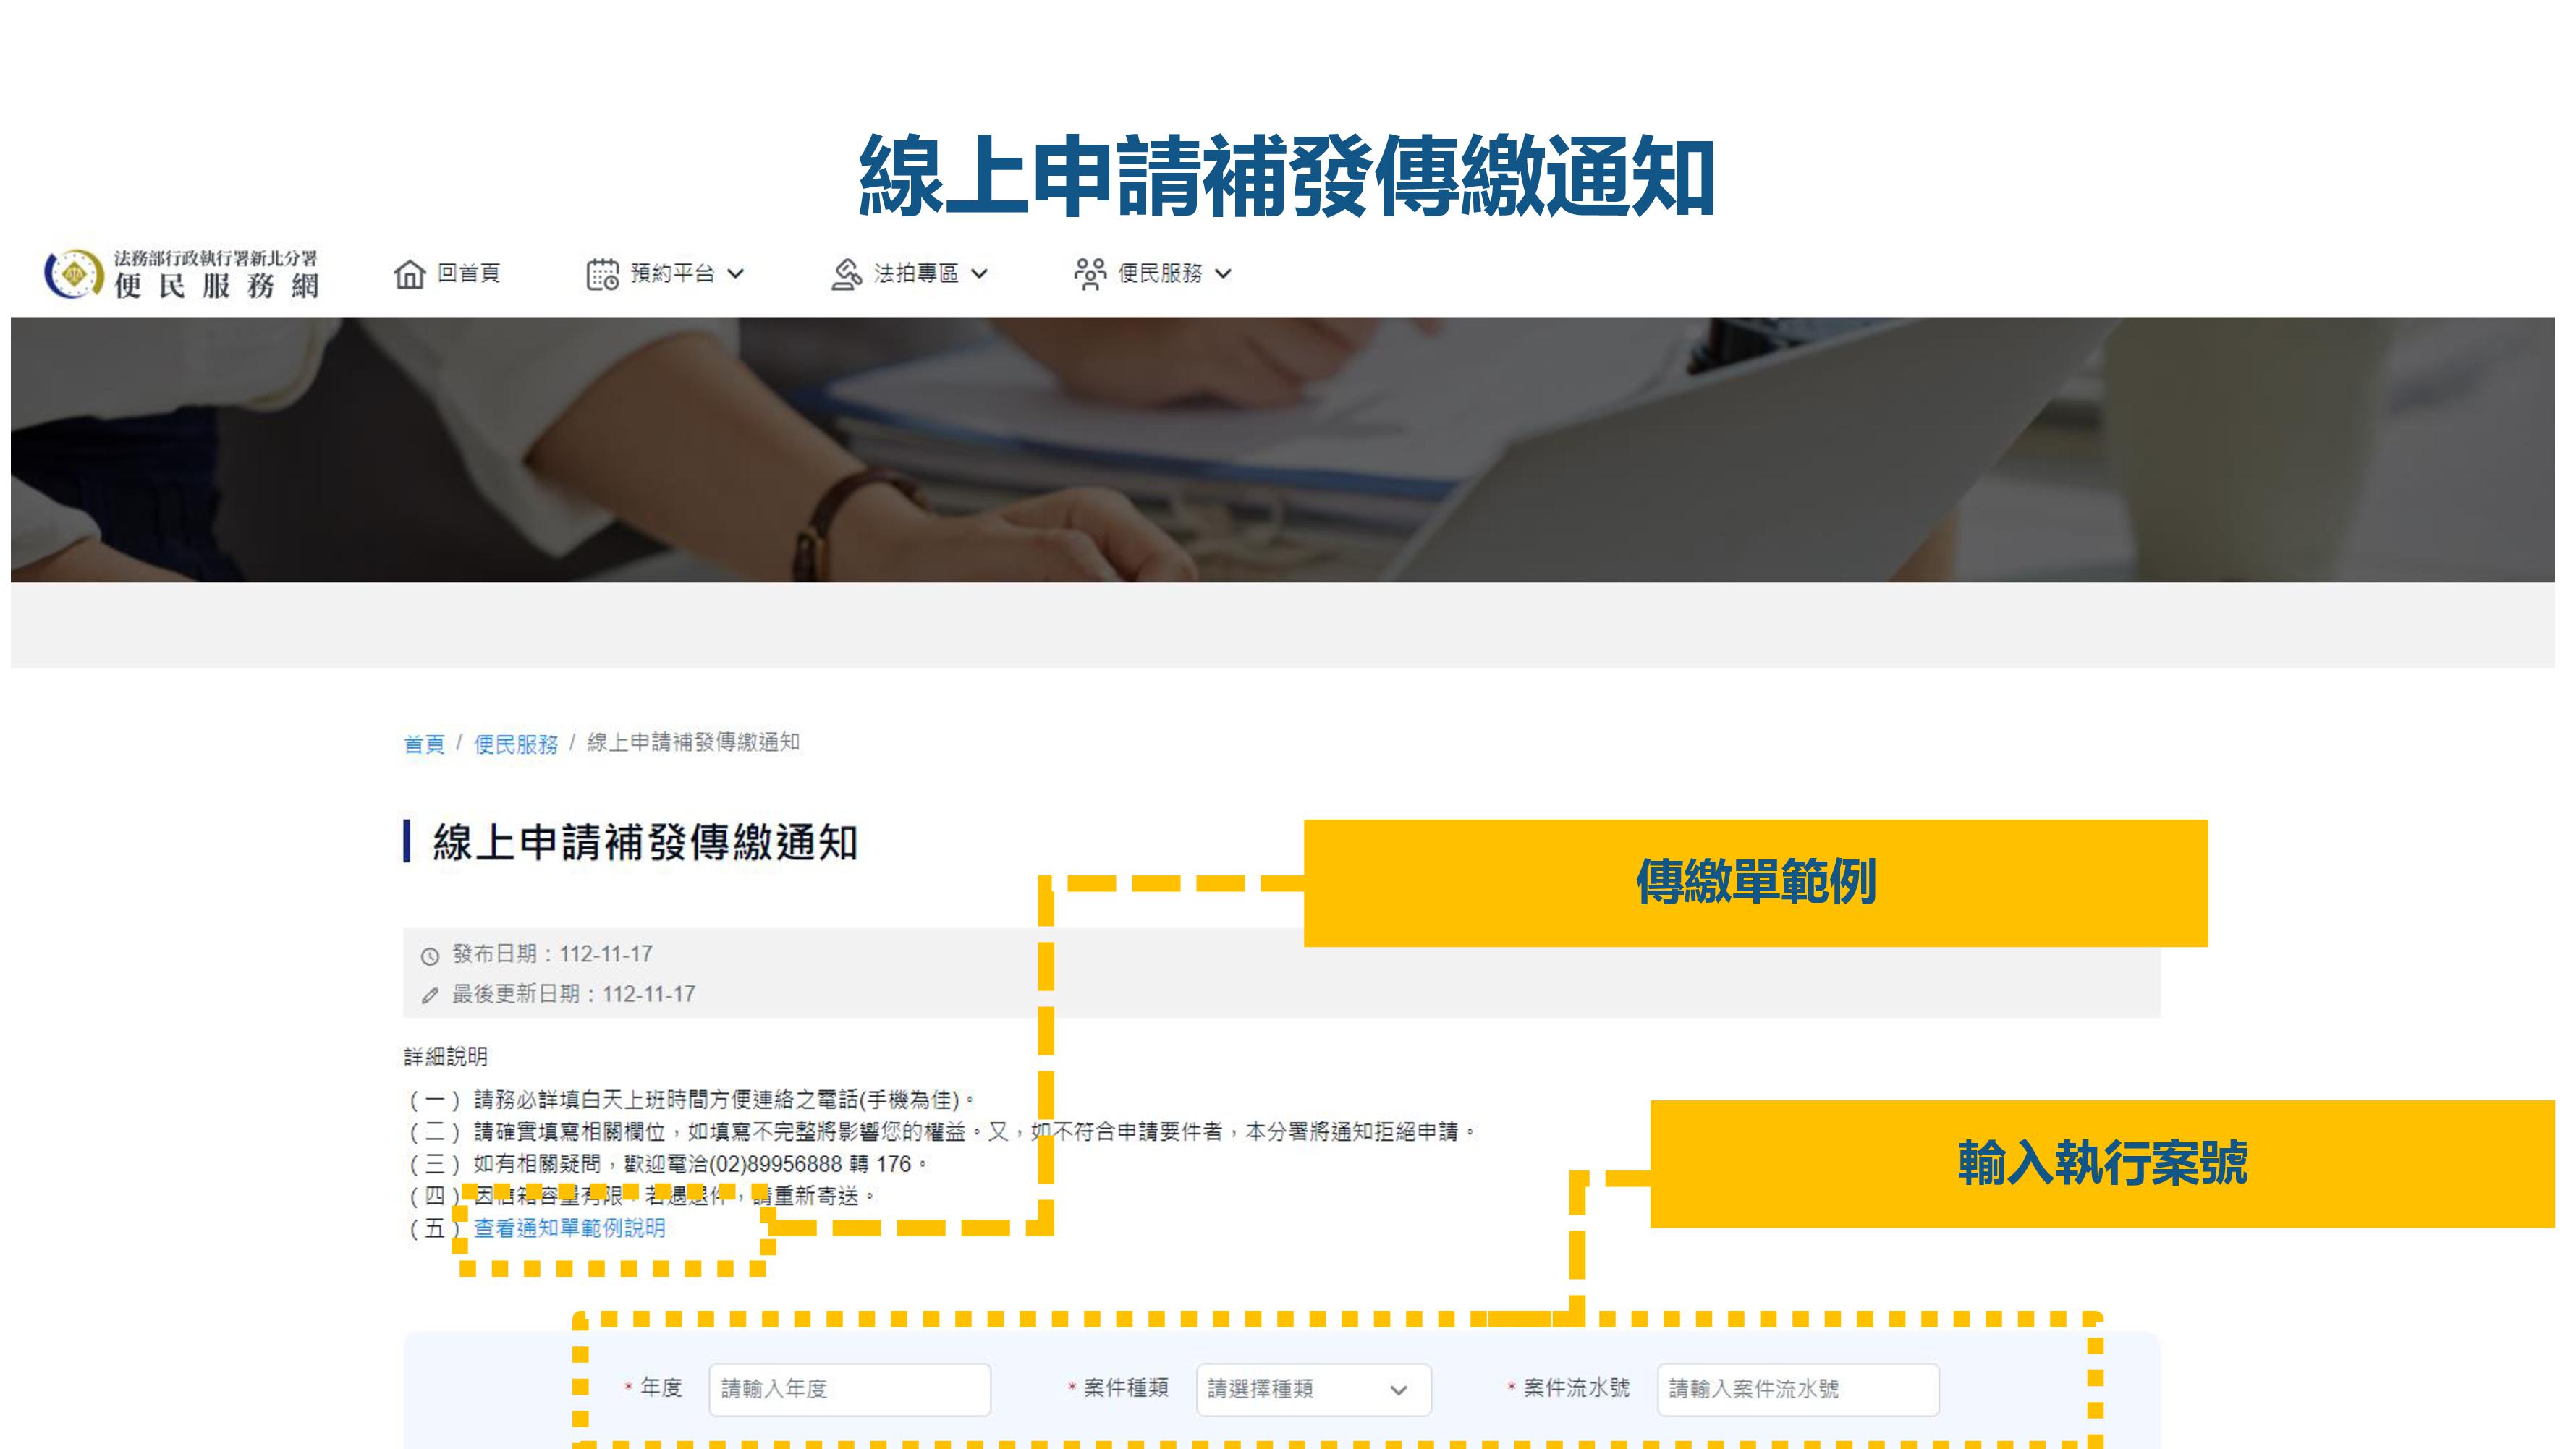 線上申請補發傳繳通知
法務部行政執行署新北分署
便民服務網
回首頁
預約平台
法拍專區
便民服務
首頁 / 便民服務 / 線上申請補發傳繳通知
線上申請補發傳繳通知
傳繳單範例
發布日期：112-11-17
最後更新日期：112-11-17
詳細說明
（一）請務必詳填白天上班時間方便連絡之電話(手機為佳)。
（二）請確實填寫相關欄位，如填寫不完整將影響您的權益。又，如不符合申請要件者，本分署將通知拒絕申請。
（三）如有相關疑問，歡迎電洽(02)89956888 轉 176。
（四）因信箱容量有限，若遇退件，請重新寄送。
（五）查看通知單範例說明
輸入執行案號
* 年度 請輸入年度 * 案件種類 請選擇種類 * 案件流水號 請輸入案件流水號